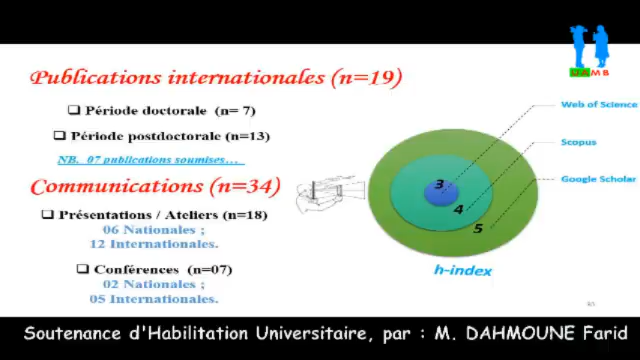 DAMB
Publications internationales (n=19)
Période doctorale (n= 7)
Période postdoctorale (n=13)
NB. 07 publications soumises…
Communications (n=34)
Présentations / Ateliers (n=18)
06 Nationales ;
12 Internationales.
Conférences (n=07)
02 Nationales ;
05 Internationales.
Web of Science
Scopus
Google Scholar
3
4
5
h-index
Soutenance d'Habilitation Universitaire, par : M. DAHMOUNE Farid